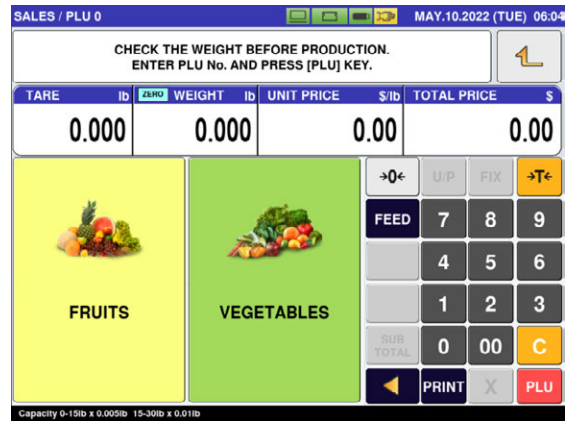 SALES / PLU 0 MAY.10.2022 (TUE) 06:04
CHECK THE WEIGHT BEFORE PRODUCTION.
ENTER PLU No. AND PRESS [PLU] KEY.
TARE lb ZERO WEIGHT lb UNIT PRICE $/lb TOTAL PRICE $
0.000 0.000 0.00 0.00
→0← U/P FIX →T←
FEED 7 8 9
4 5 6
FRUITS VEGETABLES 1 2 3
SUB TOTAL 0 00 C
PRINT X PLU
Capacity 0-15lb x 0.005lb 15-30lb x 0.01lb